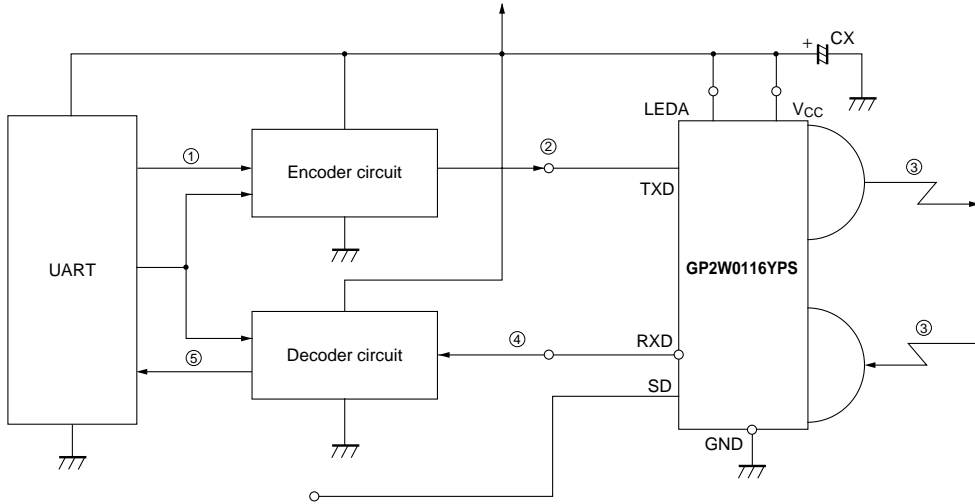 + CX
LEDA
VCC
①
②
Encoder circuit
③
TXD
UART
GP2W0116YPS
③
④
RXD
⑤
Decoder circuit
SD
GND